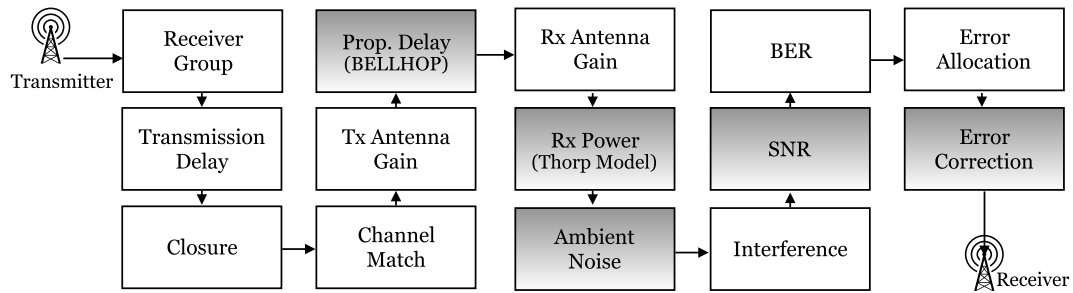 Transmitter
Receiver
Group
Transmission
Delay
Closure
Channel
Match
Tx Antenna
Gain
Prop. Delay
(BELLHOP)
Rx Antenna
Gain
Rx Power
(Thorp Model)
Ambient
Noise
Interference
SNR
BER
Error
Allocation
Error
Correction
Receiver